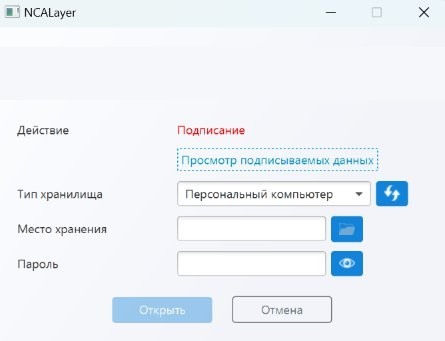 NCALayer
Действие Подписание
Просмотр подписываемых данных
Тип хранилища Персональный компьютер
Место хранения
Пароль
Открыть Отмена